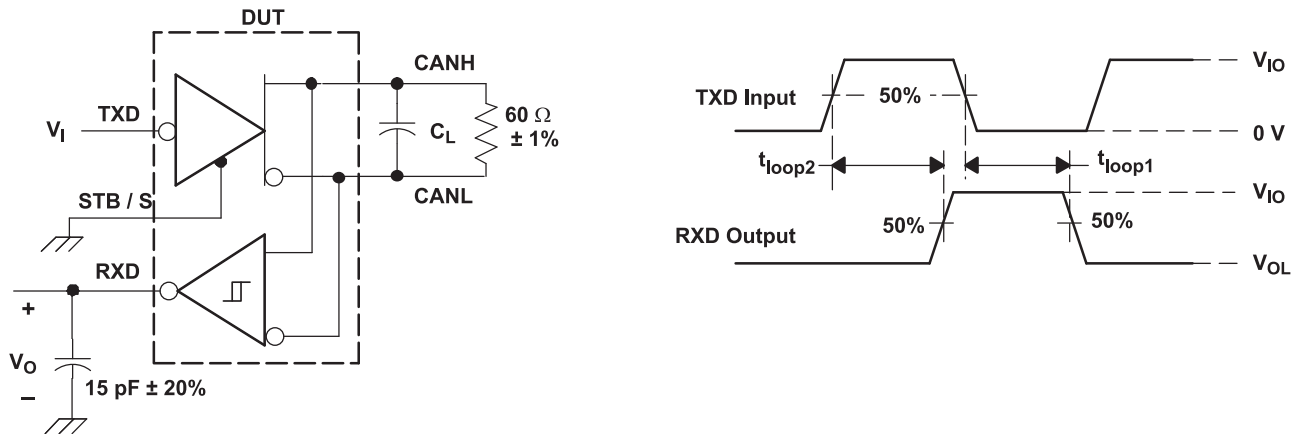 DUT
CANH
TXD
V_I
C_L
60 Ω
± 1%
STB / S
CANL
RXD
+
V_O
15 pF ± 20%
–
V_IO
TXD Input
50%
0 V
t_loop2
t_loop1
V_IO
50%
50%
RXD Output
V_OL